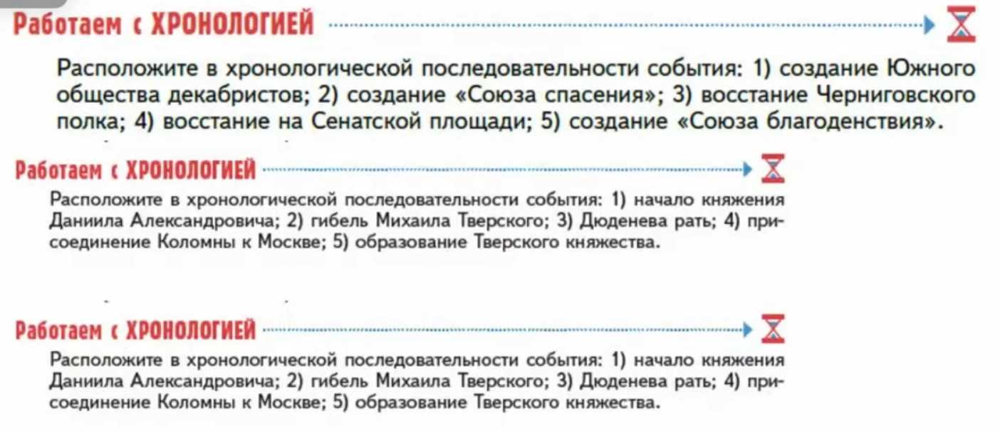 Работаем с ХРОНОЛОГИЕЙ
Расположите в хронологической последовательности события: 1) создание Южного
общества декабристов; 2) создание «Союза спасения»; 3) восстание Черниговского
полка; 4) восстание на Сенатской площади; 5) создание «Союза благоденствия».
Работаем с ХРОНОЛОГИЕЙ
Расположите в хронологической последовательности события: 1) начало княжения
Даниила Александровича; 2) гибель Михаила Тверского; 3) Дюденева рать; 4) при-
соединение Коломны к Москве; 5) образование Тверского княжества.
Работаем с ХРОНОЛОГИЕЙ
Расположите в хронологической последовательности события: 1) начало княжения
Даниила Александровича; 2) гибель Михаила Тверского; 3) Дюденева рать; 4) при-
соединение Коломны к Москве; 5) образование Тверского княжества.